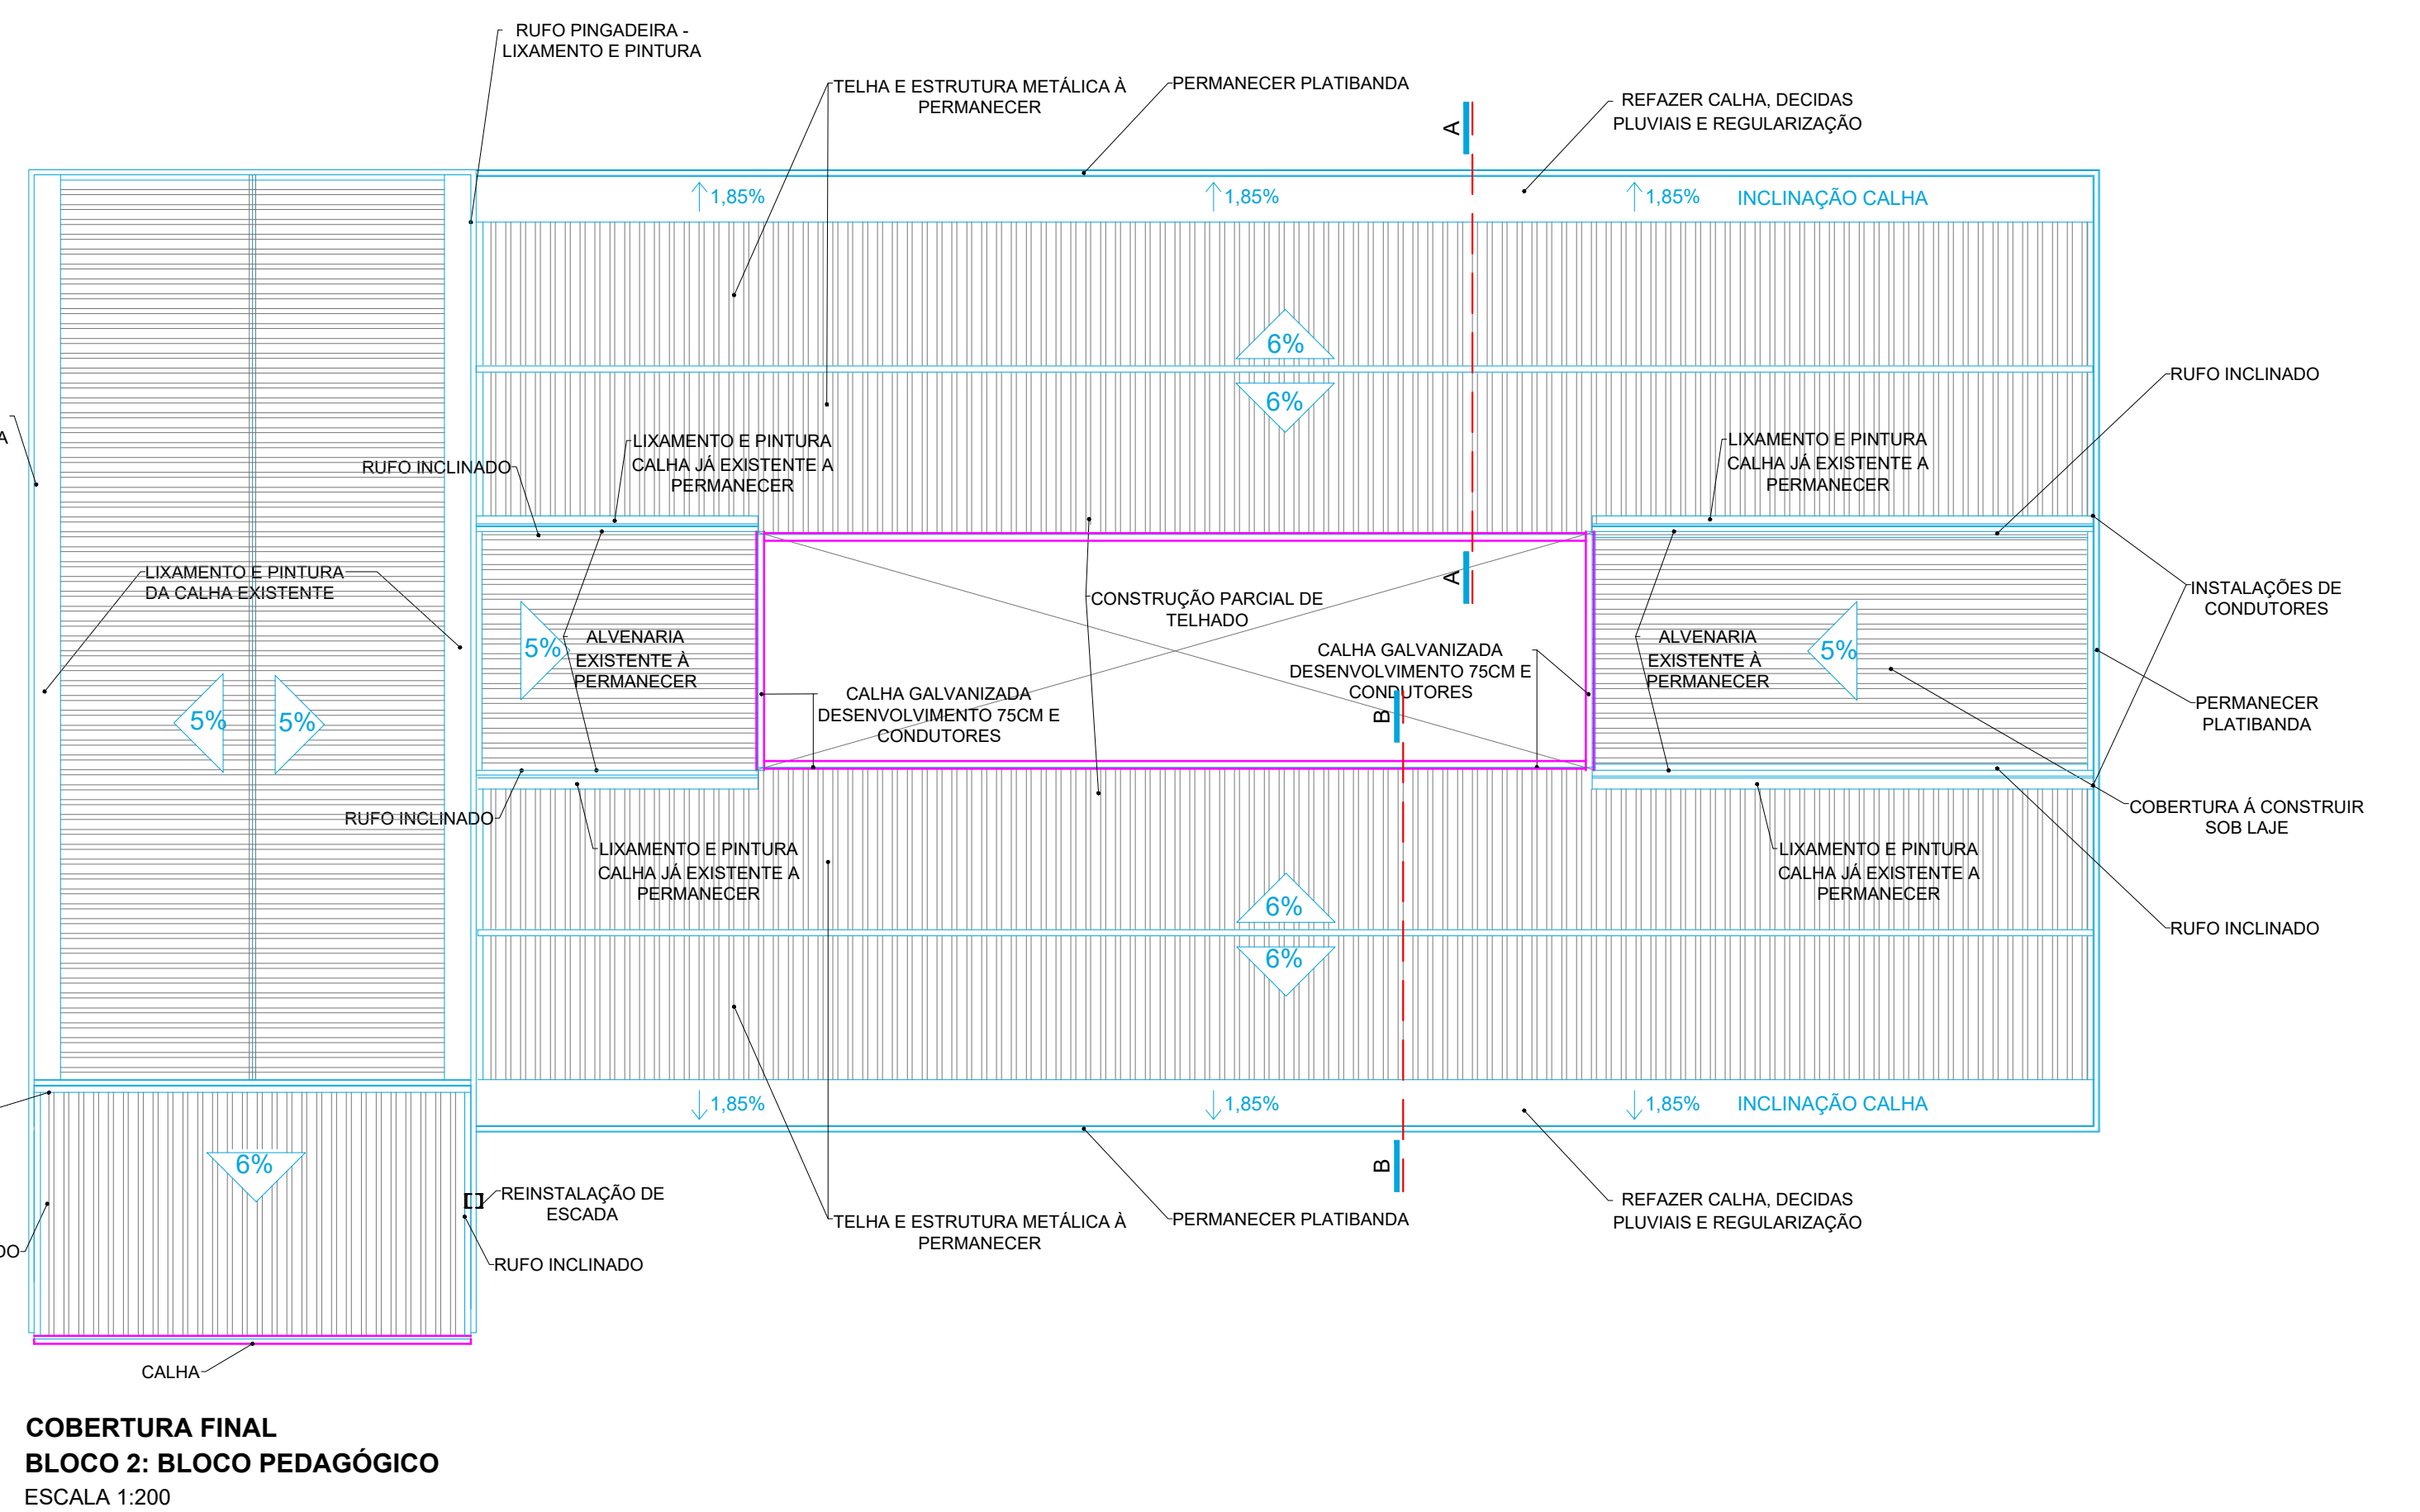 RUFO PINGADEIRA -
LIXAMENTO E PINTURA
TELHA E ESTRUTURA METÁLICA À
PERMANECER
PERMANECER PLATIBANDA
REFAZER CALHA, DECIDAS
PLUVIAIS E REGULARIZAÇÃO
A
1,85%
1,85%
1,85%
INCLINAÇÃO CALHA
6%
6%
RUFO INCLINADO
A
LIXAMENTO E PINTURA
CALHA JÁ EXISTENTE A
PERMANECER
RUFO INCLINADO
LIXAMENTO E PINTURA
CALHA JÁ EXISTENTE A
PERMANECER
LIXAMENTO E PINTURA
DA CALHA EXISTENTE
A
CONSTRUÇÃO PARCIAL DE
TELHADO
INSTALAÇÕES DE
CONDUTORES
5%
ALVENARIA
EXISTENTE À
PERMANECER
CALHA GALVANIZADA
DESENVOLVIMENTO 75CM E
CONDUTORES
ALVENARIA
EXISTENTE À
PERMANECER
5%
CALHA GALVANIZADA
DESENVOLVIMENTO 75CM E
CONDUTORES
B
PERMANECER
PLATIBANDA
5%
5%
RUFO INCLINADO
COBERTURA Á CONSTRUIR
SOB LAJE
LIXAMENTO E PINTURA
CALHA JÁ EXISTENTE A
PERMANECER
LIXAMENTO E PINTURA
CALHA JÁ EXISTENTE A
PERMANECER
6%
6%
RUFO INCLINADO
1,85%
1,85%
1,85%
INCLINAÇÃO CALHA
6%
B
REINSTALAÇÃO DE
ESCADA
TELHA E ESTRUTURA METÁLICA À
PERMANECER
PERMANECER PLATIBANDA
REFAZER CALHA, DECIDAS
PLUVIAIS E REGULARIZAÇÃO
DO
RUFO INCLINADO
CALHA
COBERTURA FINAL
BLOCO 2: BLOCO PEDAGÓGICO
ESCALA 1:200